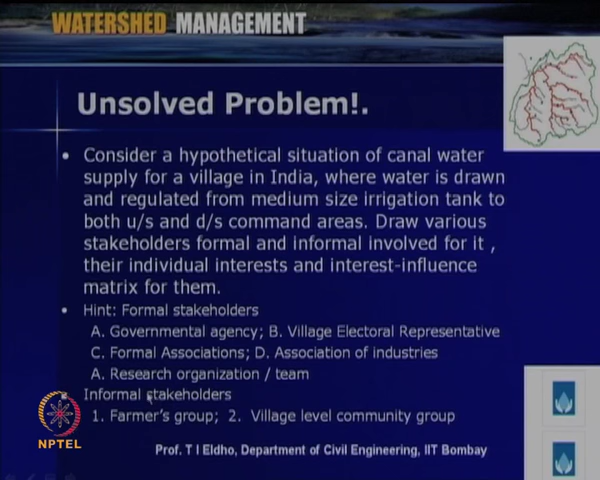 WATERSHED MANAGEMENT
Unsolved Problem!.
• Consider a hypothetical situation of canal water
supply for a village in India, where water is drawn
and regulated from medium size irrigation tank to
both u/s and d/s command areas. Draw various
stakeholders formal and informal involved for it ,
their individual interests and interest-influence
matrix for them.
• Hint: Formal stakeholders
A. Governmental agency; B. Village Electoral Representative
C. Formal Associations; D. Association of industries
A. Research organization / team
Informal stakeholders
1. Farmer's group; 2. Village level community group
NPTEL
Prof. T I Eldho, Department of Civil Engineering, IIT Bombay